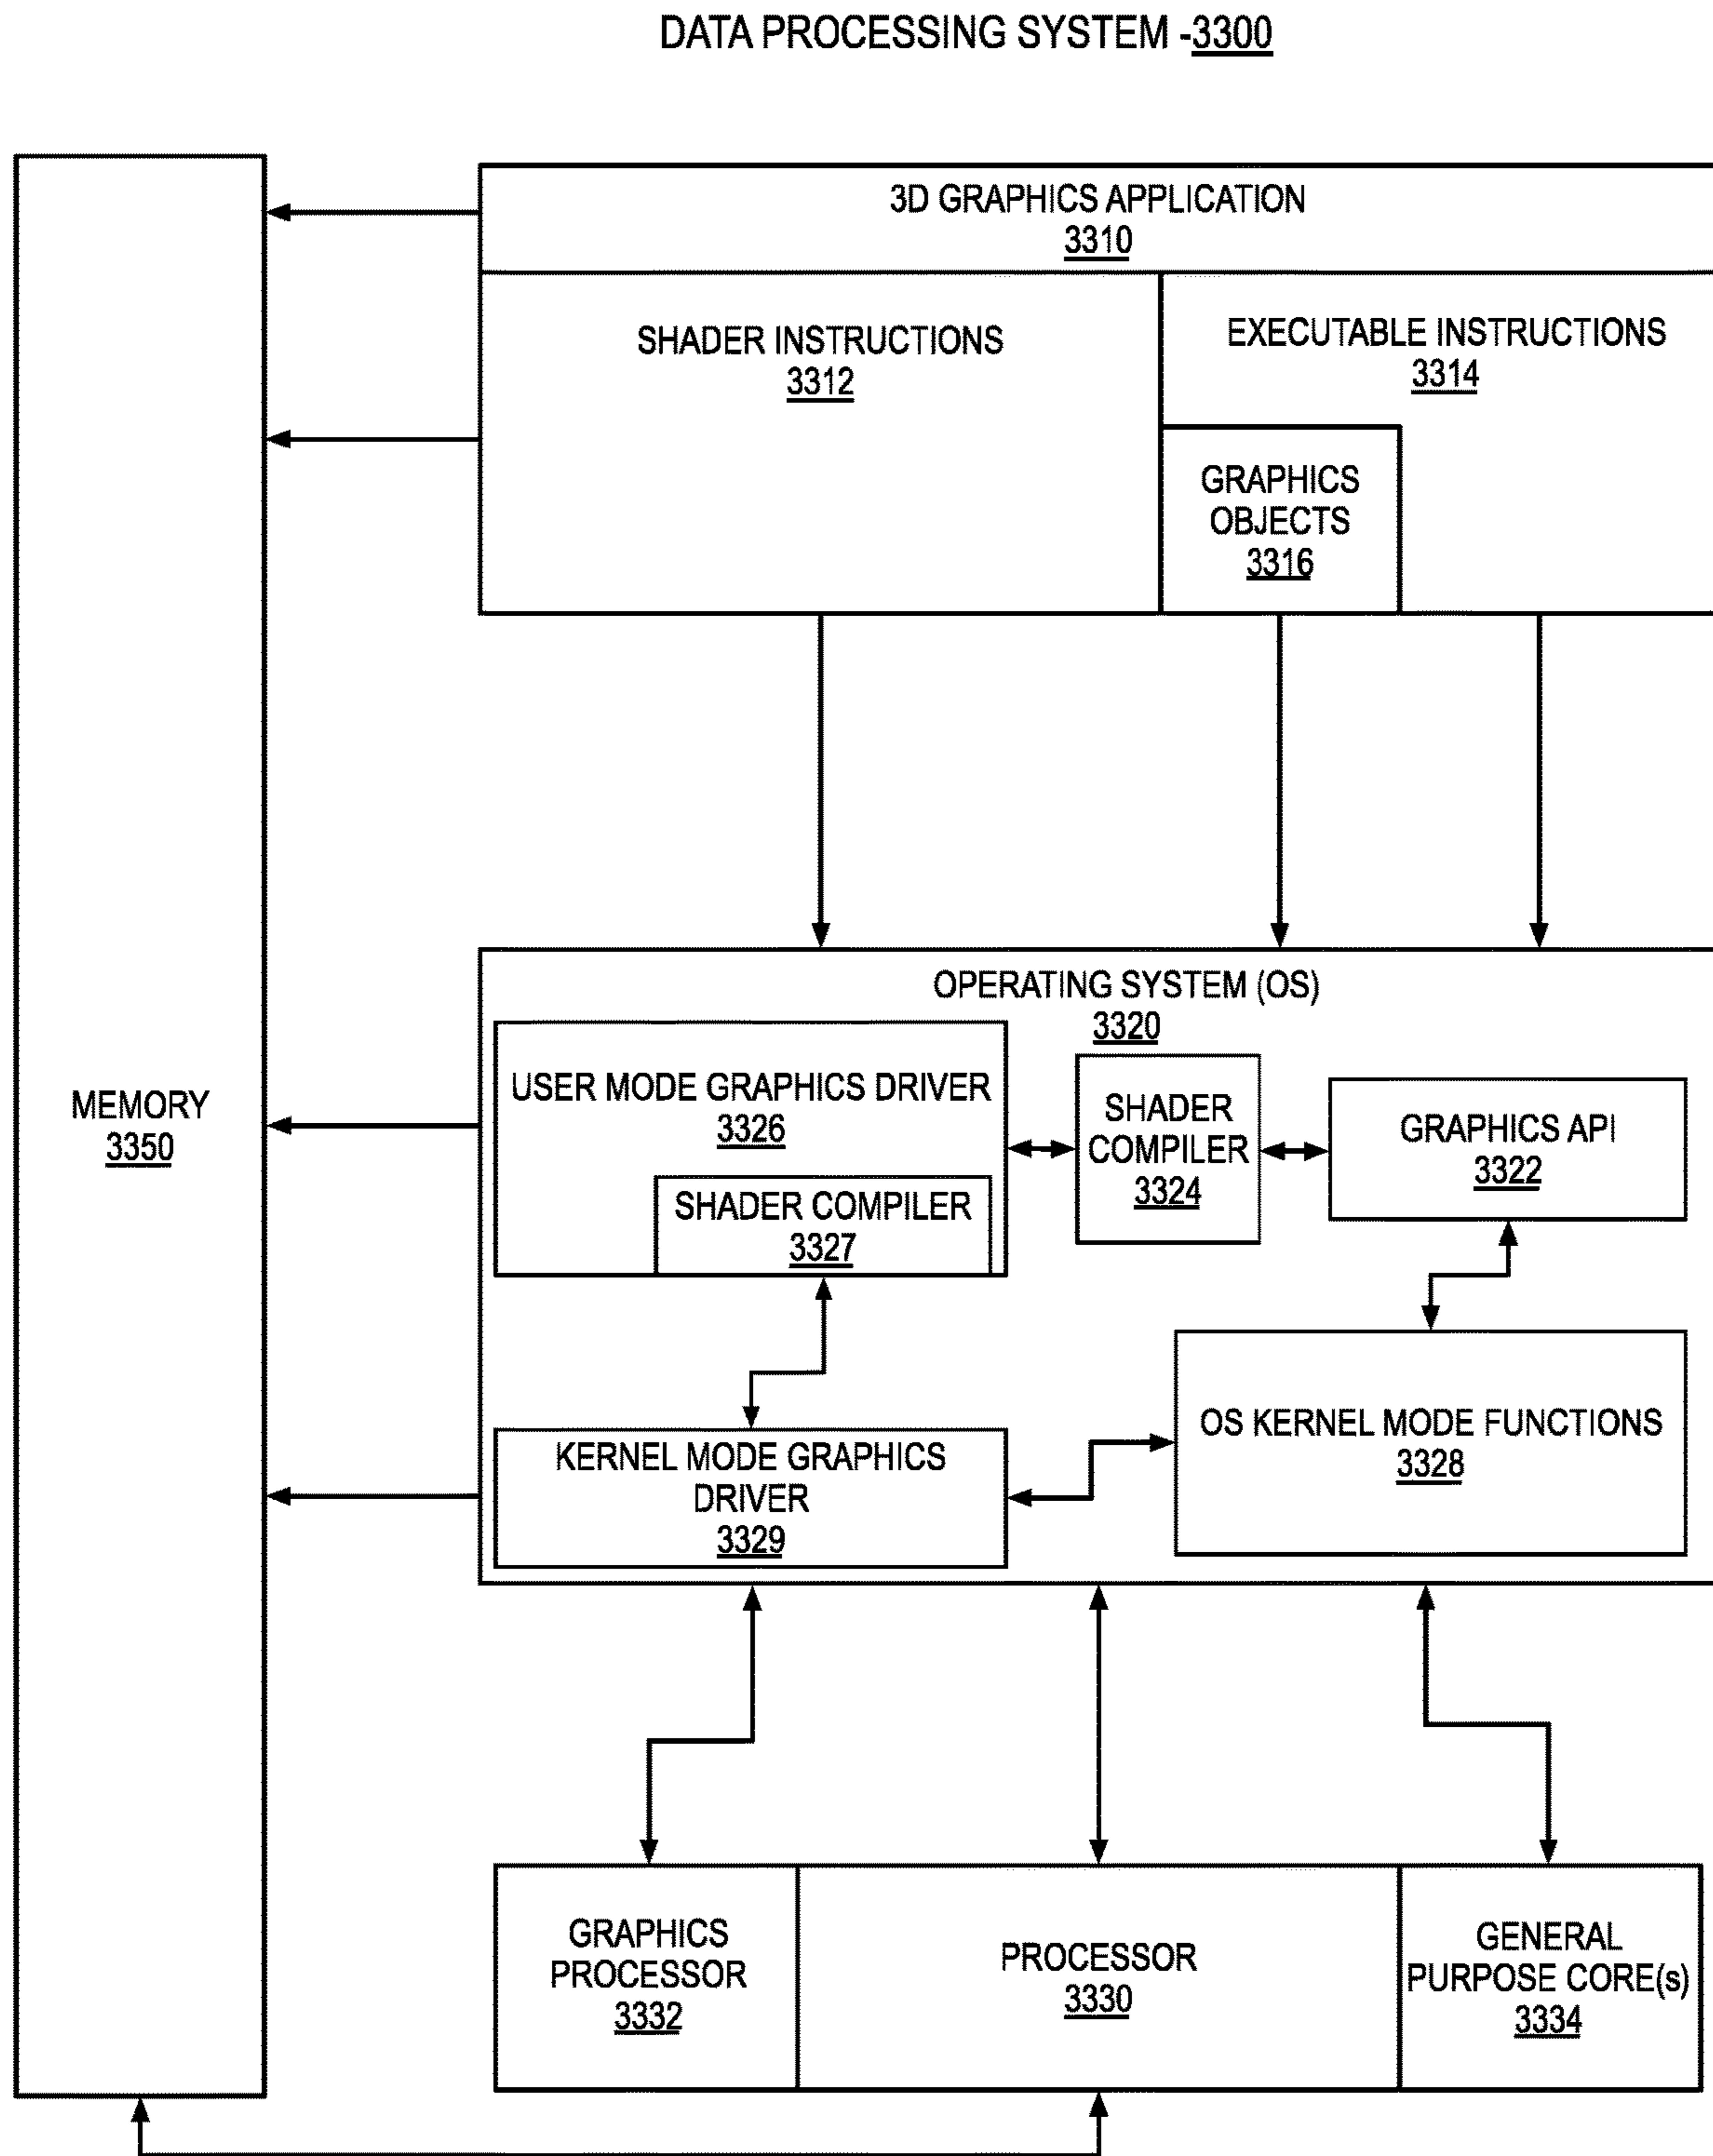 DATA PROCESSING SYSTEM -3300
3D GRAPHICS APPLICATION
3310
SHADER INSTRUCTIONS
3312
EXECUTABLE INSTRUCTIONS
3314
GRAPHICS
OBJECTS
3316
MEMORY
3350
OPERATING SYSTEM (OS)
3320
USER MODE GRAPHICS DRIVER
3326
SHADER COMPILER
3327
SHADER
COMPILER
3324
GRAPHICS API
3322
KERNEL MODE GRAPHICS
DRIVER
3329
OS KERNEL MODE FUNCTIONS
3328
GRAPHICS
PROCESSOR
3332
PROCESSOR
3330
GENERAL
PURPOSE CORE(s)
3334